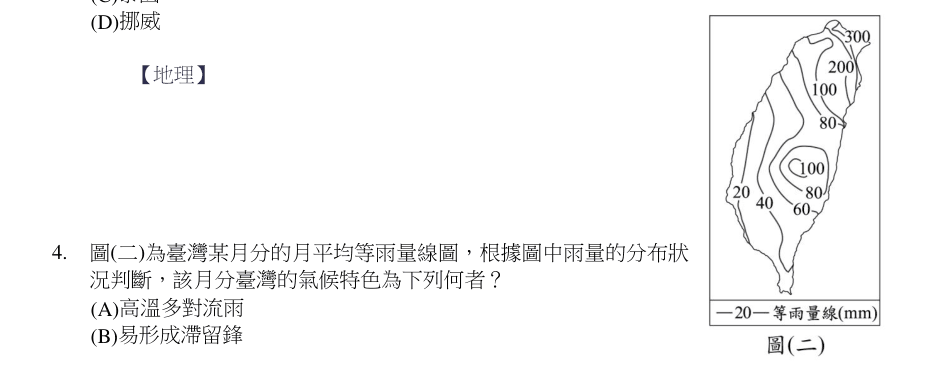 (D)挪威
【地理】
300
200
100
80
100
80
60
40
20
—20—等雨量線(mm)
圖(二)
4. 圖(二)為臺灣某月分的月平均等雨量線圖，根據圖中雨量的分布狀
況判斷，該月分臺灣的氣候特色為下列何者？
(A)高溫多對流雨
(B)易形成滯留鋒